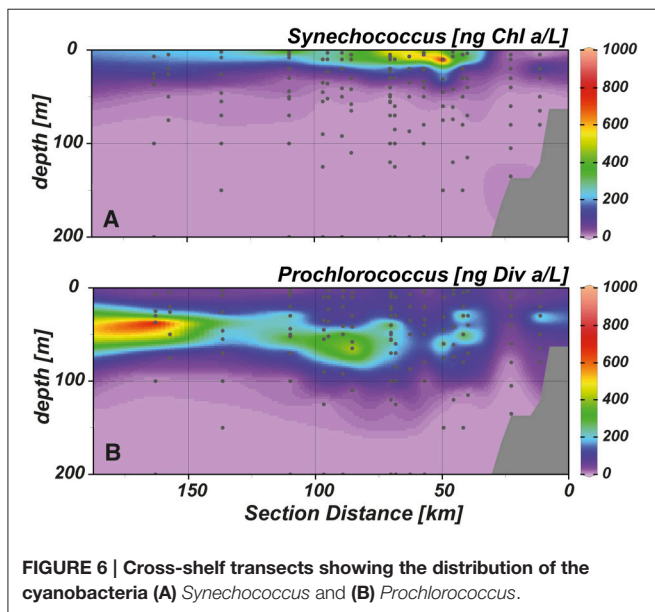 Synechococcus [ng Chl a/L]
0
100
200
depth [m]
A
1000
800
600
400
200
0
Prochlorococcus [ng Div a/L]
0
100
200
depth [m]
B
1000
800
600
400
200
0
150 100 50 0
Section Distance [km]
FIGURE 6 | Cross-shelf transects showing the distribution of the
cyanobacteria (A) Synechococcus and (B) Prochlorococcus.